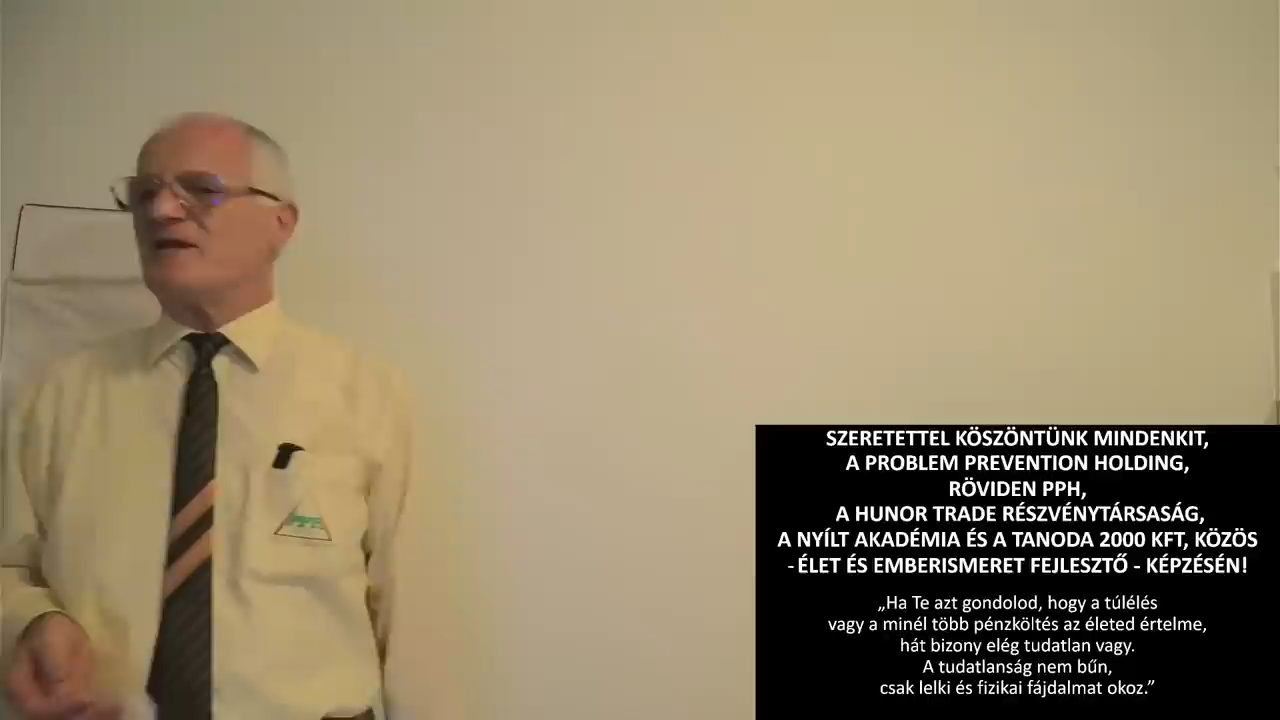 PPH
SZERETETTEL KÖSZÖNTÜNK MINDENKIT,
A PROBLEM PREVENTION HOLDING,
RÖVIDEN PPH,
A HUNOR TRADE RÉSZVÉNYTÁRSASÁG,
A NYÍLT AKADÉMIA ÉS A TANODA 2000 KFT, KÖZÖS
- ÉLET ÉS EMBERISMERET FEJLESZTŐ - KÉPZÉSÉN!
„Ha Te azt gondolod, hogy a túlélés
vagy a minél több pénzköltés az életed értelme,
hát bizony elég tudatlan vagy.
A tudatlanság nem bűn,
csak lelki és fizikai fájdalmat okoz.”